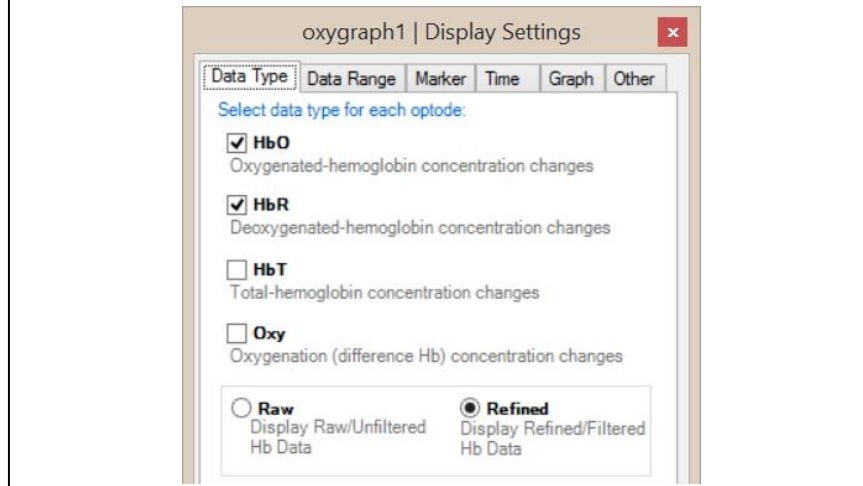 oxygraph1 | Display Settings
x
Data Type Data Range Marker Time Graph Other
Select data type for each optode:
HbO
Oxygenated-hemoglobin concentration changes
HbR
Deoxygenated-hemoglobin concentration changes
HbT
Total-hemoglobin concentration changes
Oxy
Oxygenation (difference Hb) concentration changes
Raw
Display Raw/Unfiltered
Hb Data
Refined
Display Refined/Filtered
Hb Data